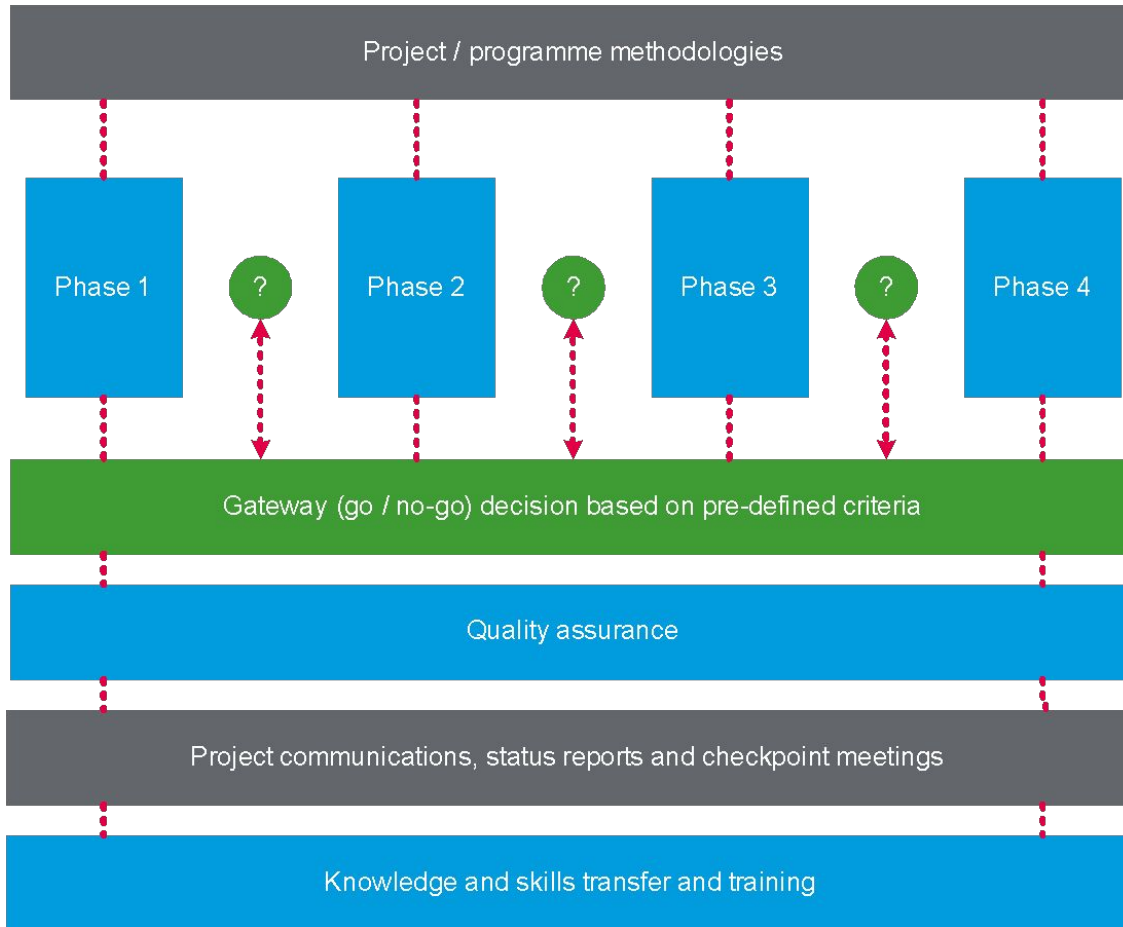 Project / programme methodologies
Phase 1
?
Phase 2
?
Phase 3
?
Phase 4
Gateway (go / no-go) decision based on pre-defined criteria
Quality assurance
Project communications, status reports and checkpoint meetings
Knowledge and skills transfer and training